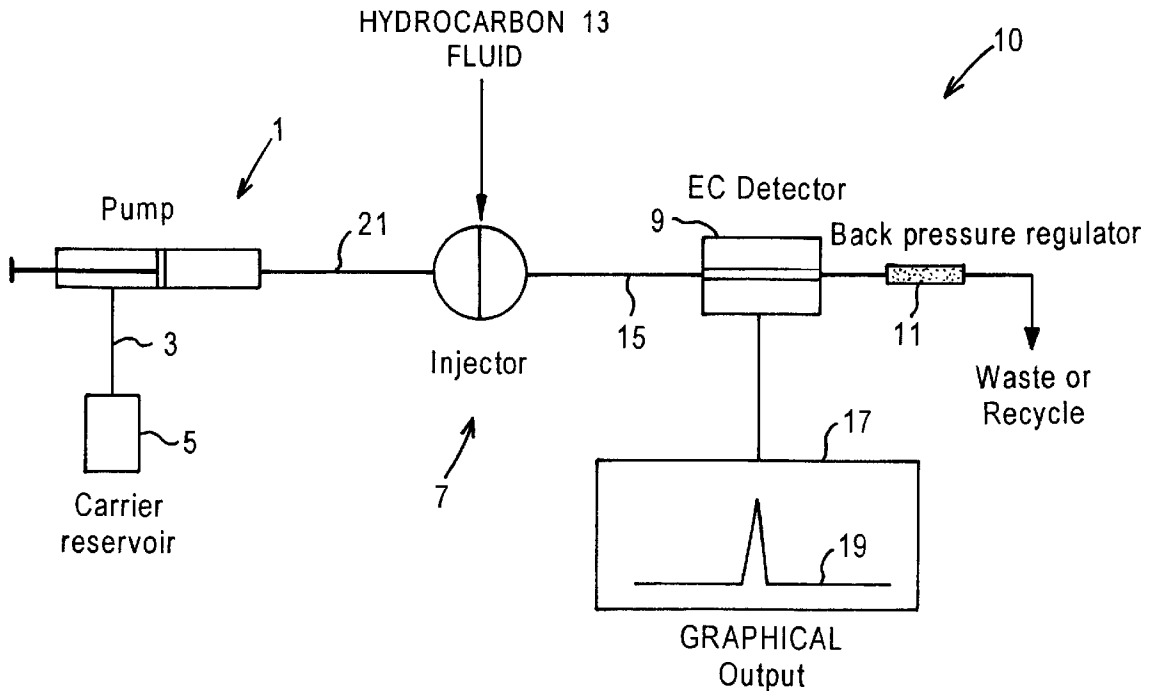 HYDROCARBON 13
FLUID
10
1
EC Detector
Pump
21
9
Back pressure regulator
3
15
11
Injector
Waste or
Recycle
5
17
7
Carrier
reservoir
19
GRAPHICAL
Output